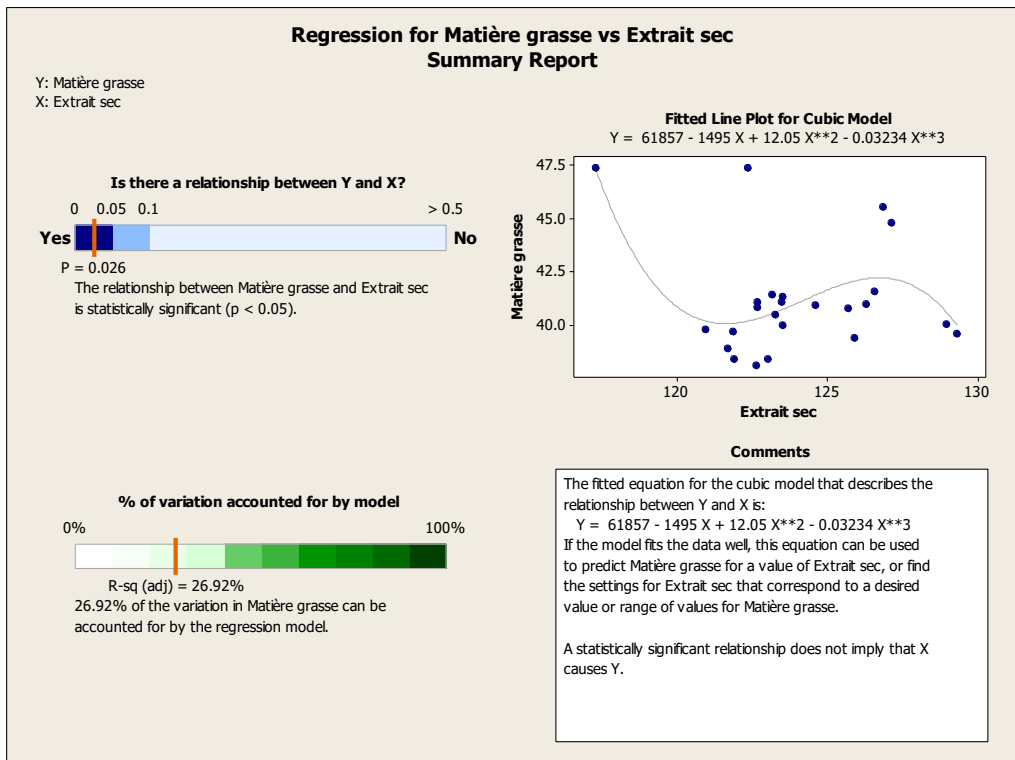 Regression for Matière grasse vs Extrait sec
Summary Report
Y: Matière grasse
X: Extrait sec
Is there a relationship between Y and X?
0 0.05 0.1 > 0.5
Yes No
P = 0.026
The relationship between Matière grasse and Extrait sec
is statistically significant (p < 0.05).
% of variation accounted for by model
0% 100%
R-sq (adj) = 26.92%
26.92% of the variation in Matière grasse can be
accounted for by the regression model.
Fitted Line Plot for Cubic Model
Y = 61857 - 1495 X + 12.05 X**2 - 0.03234 X**3
47.5
45.0
42.5
40.0
Matière grasse
120 125 130
Extrait sec
Comments
The fitted equation for the cubic model that describes the
relationship between Y and X is:
Y = 61857 - 1495 X + 12.05 X**2 - 0.03234 X**3
If the model fits the data well, this equation can be used
to predict Matière grasse for a value of Extrait sec, or find
the settings for Extrait sec that correspond to a desired
value or range of values for Matière grasse.
A statistically significant relationship does not imply that X
causes Y.